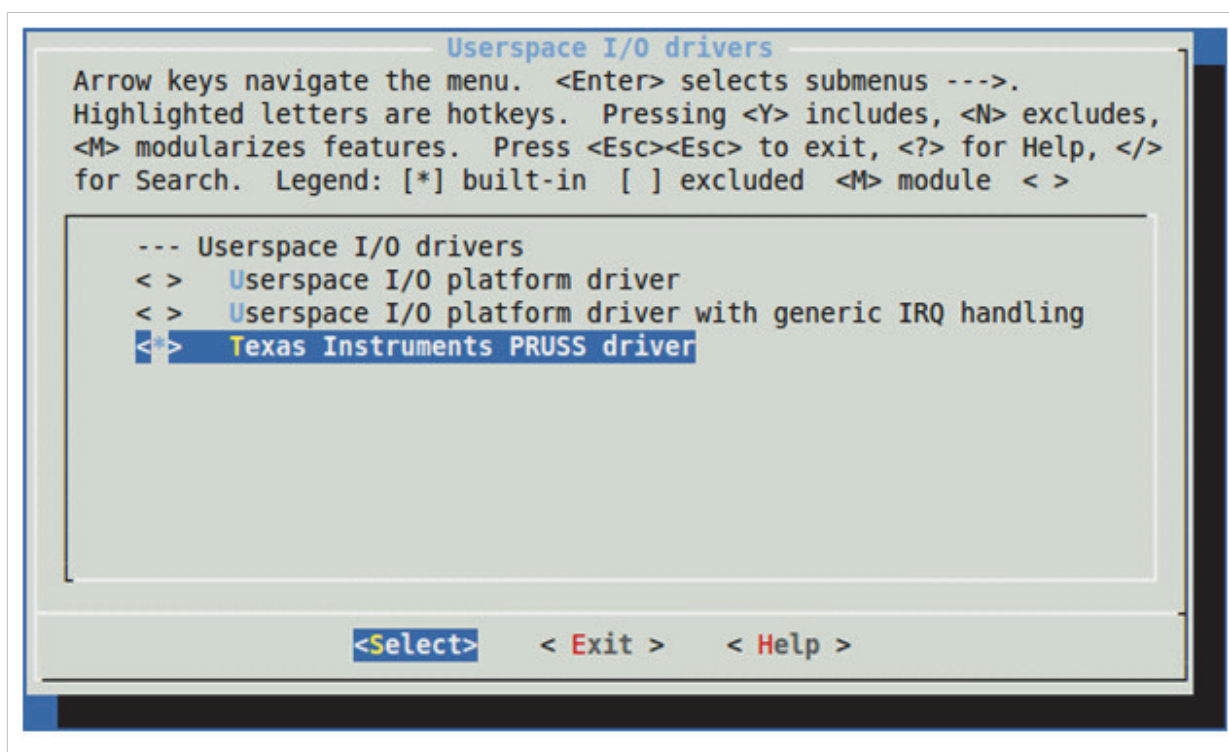 Userspace I/O drivers
Arrow keys navigate the menu.  <Enter> selects submenus --->.
Highlighted letters are hotkeys.  Pressing <Y> includes, <N> excludes,
<M> modularizes features.  Press <Esc><Esc> to exit, <?> for Help, </>
for Search.  Legend: [*] built-in  [ ] excluded  <M> module  < >
--- Userspace I/O drivers
< >   Userspace I/O platform driver
< >   Userspace I/O platform driver with generic IRQ handling
<*>   Texas Instruments PRUSS driver
<Select>    < Exit >    < Help >